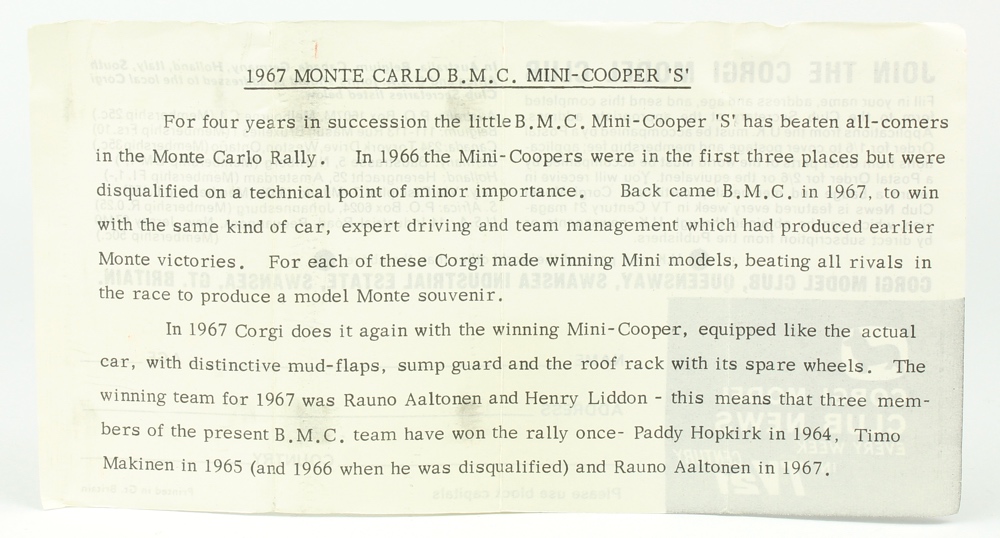 1967 MONTE CARLO B.M.C. MINI-COOPER 'S'
For four years in succession the little B.M.C. Mini-Cooper 'S' has beaten all-comers
in the Monte Carlo Rally. In 1966 the Mini-Coopers were in the first three places but were
disqualified on a technical point of minor importance. Back came B.M.C. in 1967, to win
with the same kind of car, expert driving and team management which had produced earlier
Monte victories. For each of these Corgi made winning Mini models, beating all rivals in
the race to produce a model Monte souvenir.
In 1967 Corgi does it again with the winning Mini-Cooper, equipped like the actual
car, with distinctive mud-flaps, sump guard and the roof rack with its spare wheels. The
winning team for 1967 was Rauno Aaltonen and Henry Liddon - this means that three mem-
bers of the present B.M.C. team have won the rally once- Paddy Hopkirk in 1964, Timo
Makinen in 1965 (and 1966 when he was disqualified) and Rauno Aaltonen in 1967.